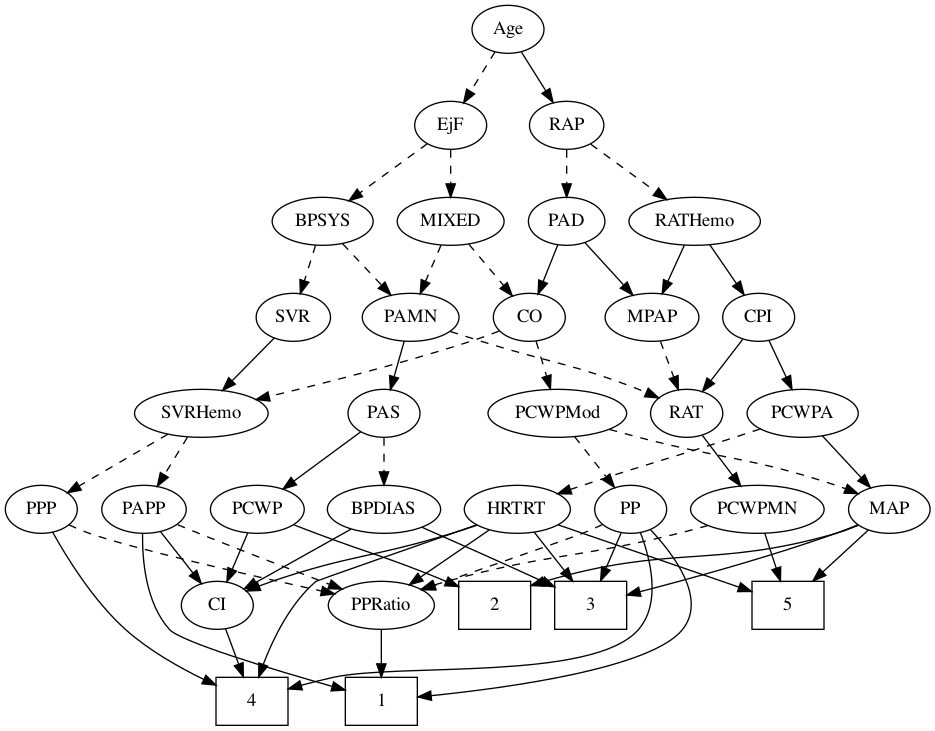 Age
EjF
RAP
BPSYS
MIXED
PAD
RATHemo
SVR
PAMN
CO
MPAP
CPI
SVRHemo
PAS
PCWPMod
RAT
PCWPA
PPP
PAPP
PCWP
BPDIAS
HRTRT
PP
PCWPMN
MAP
CI
PPRatio
2
3
5
4
1